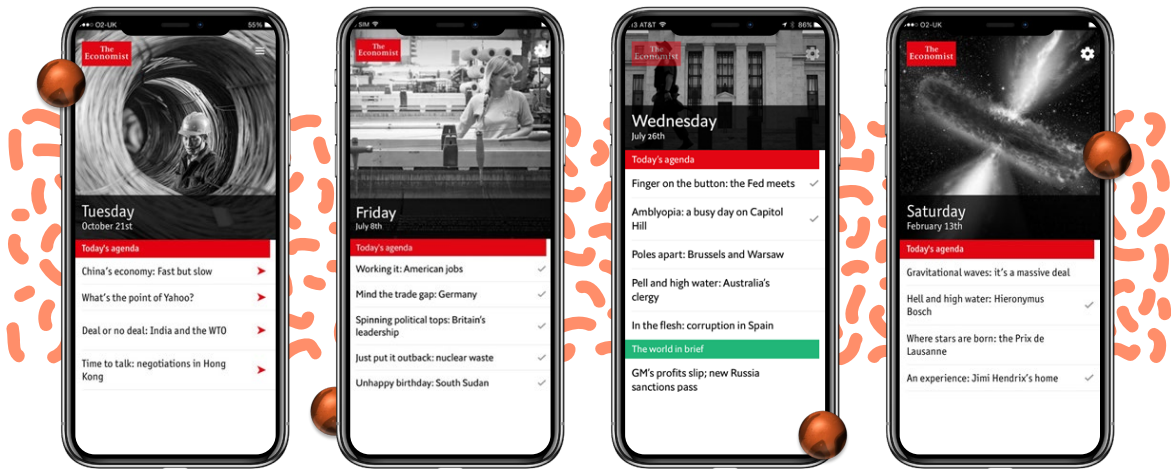 O2-UK
55%
The
Economist
Tuesday
October 21st
Today's agenda
China's economy: Fast but slow
What's the point of Yahoo?
Deal or no deal: India and the WTO
Time to talk: negotiations in Hong
Kong
SIM
Friday
July 8th
Today's agenda
Working it: American jobs
Mind the trade gap: Germany
Spinning political tops: Britain's
leadership
Just put it outback: nuclear waste
Unhappy birthday: South Sudan
AT&T
86%
The
Economist
Wednesday
July 26th
Today's agenda
Finger on the button: the Fed meets
Amblyopia: a busy day on Capitol
Hill
Poles apart: Brussels and Warsaw
Pell and high water: Australia's
clergy
In the flesh: corruption in Spain
The world in brief
GM's profits slip; new Russia
sanctions pass
O2-UK
The
Economist
Saturday
February 13th
Today's agenda
Gravitational waves: it's a massive deal
Hell and high water: Hieronymus
Bosch
Where stars are born: the Prix de
Lausanne
An experience: Jimi Hendrix's home